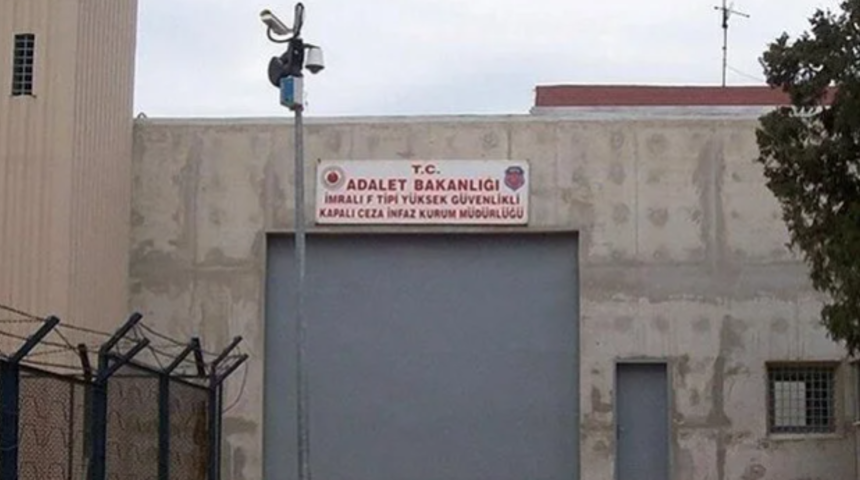 T.C.
ADALET BAKANLIĞI
İMRALI F TİPİ YÜKSEK GÜVENLİKLİ
KAPALI CEZA İNFAZ KURUM MÜDÜRLÜĞÜ